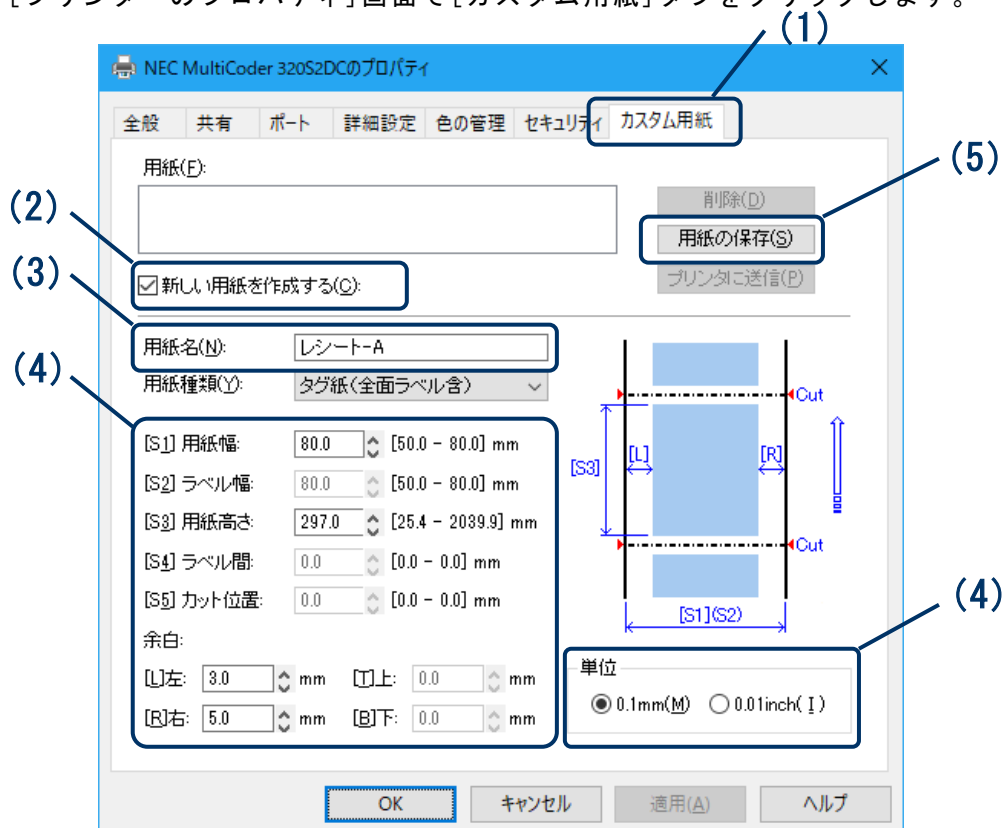 [プリンターのプロパティ]画面で[カスタム用紙]タブをクリックします。
(1)
NEC MultiCoder 320S2DCのプロパティ
全般 共有 ポート 詳細設定 色の管理 セキュリティ カスタム用紙
用紙(F):
(5)
削除(D)
(2)
用紙の保存(S)
(3)
新しい用紙を作成する(C):
プリンタに送信(P)
用紙名(N): レシート-A
(4)
用紙種類(Y): タグ紙(全面ラベル含)
Cut
[S1] 用紙幅: 80.0 [50.0 - 80.0] mm
[S3] [L] [R]
[S2] ラベル幅: 80.0 [50.0 - 80.0] mm
[S3] 用紙高さ: 297.0 [25.4 - 2039.9] mm
Cut
[S4] ラベル間: 0.0 [0.0 - 0.0] mm
[S5] カット位置: 0.0 [0.0 - 0.0] mm
[S1](S2)
(4)
余白:
単位
[L]左: 3.0 mm [T]上: 0.0 mm
0.1mm(M) 0.01inch(I)
[R]右: 5.0 mm [B]下: 0.0 mm
OK キャンセル 適用(A) ヘルプ